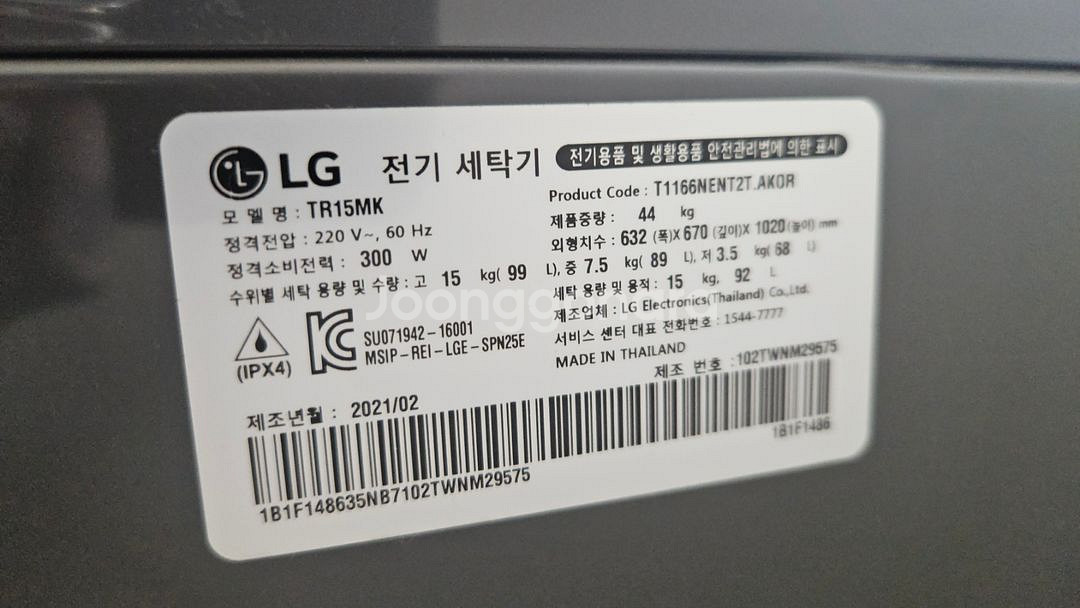 LG 전기 세탁기
전기용품 및 생활용품 안전관리법에 의한 표시
모 델 명 : TR15MK
정격전압 : 220 V~, 60 Hz
정격소비전력 : 300 W
수위별 세탁 용량 및 수량 : 고 15 kg( 99 L), 중 7.5 kg( 89 L), 저 3.5 kg( 68 L)
Product Code : T1166NENT2T.AKOR
제품중량 : 44 kg
외형치수 : 632 (폭)X 670 (깊이)X 1020 (높이) mm
세탁 용량 및 용적 : 15 kg, 92 L
제조업체 : LG Electronics(Thailand) Co.,Ltd.
서비스 센터 대표 전화번호 : 1544-7777
MADE IN THAILAND
(IPX4)
SU071942-16001
MSIP-REI-LGE-SPN25E
제조 번호 : 102TWNM29575
제조년월 : 2021/02
1B1F148635NB7102TWNM29575
1B1F1486